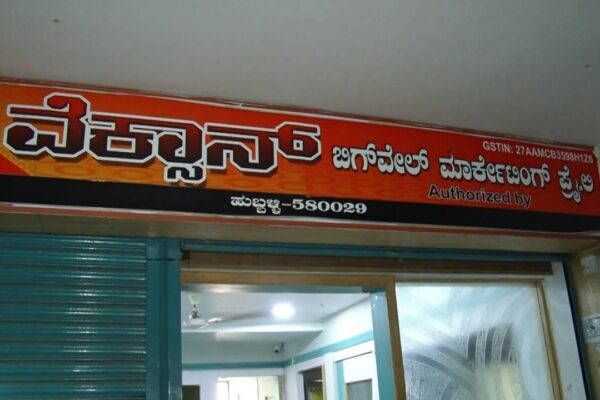 ವೆಕ್ಸಾನ್
GSTIN: 27AAMCB3598H1Z6
ಬಿಗ್‌ವೇಲ್ ಮಾರ್ಕೇಟಿಂಗ್ ಪ್ರೈ.ಲಿ
Authorized by
ಹುಬ್ಬಳ್ಳಿ-580029